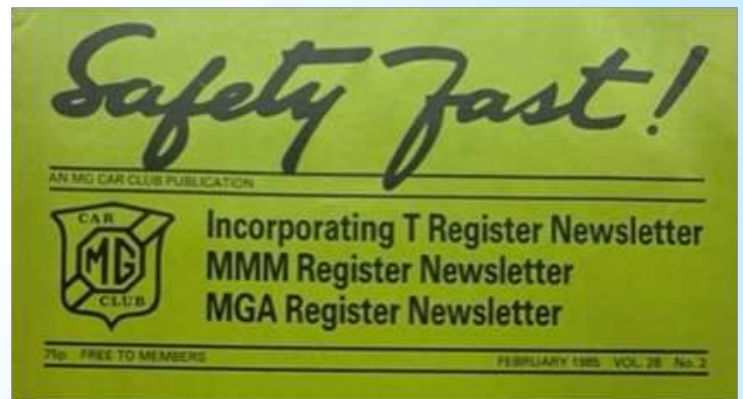 Safety Fast!
AN MG CAR CLUB PUBLICATION
CAR
MG
CLUB
Incorporating T Register Newsletter
MMM Register Newsletter
MGA Register Newsletter
75p FREE TO MEMBERS
FEBRUARY 1985 VOL. 28 No. 2